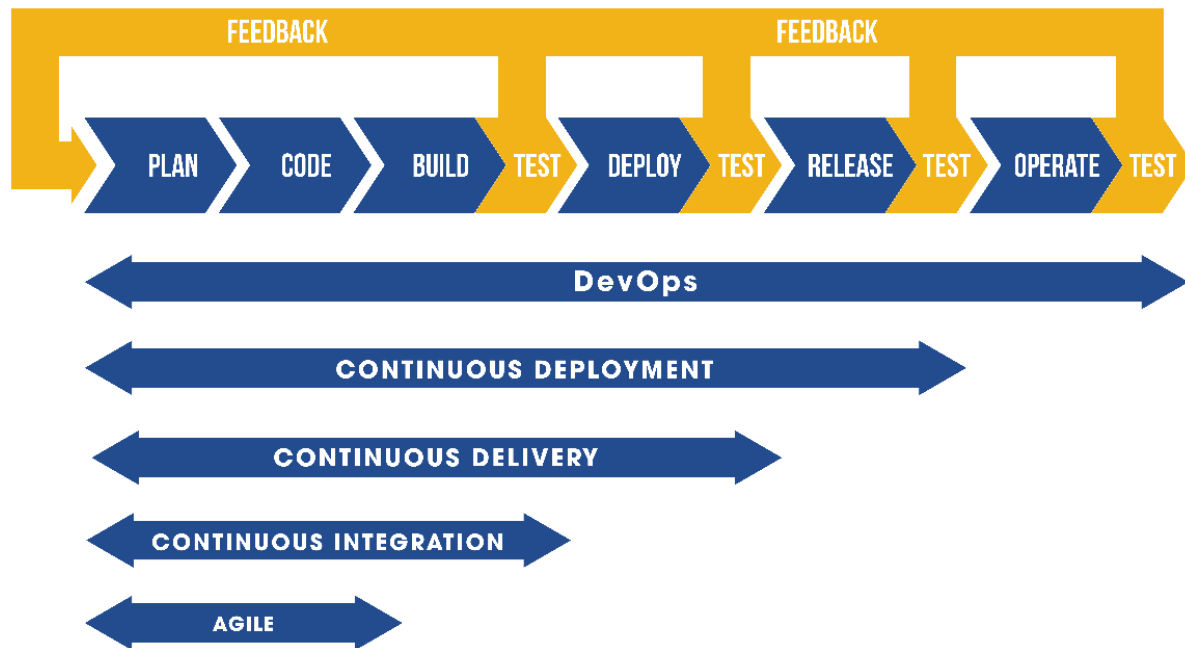 FEEDBACK FEEDBACK
PLAN CODE BUILD TEST DEPLOY TEST RELEASE TEST OPERATE TEST
DevOps
CONTINUOUS DEPLOYMENT
CONTINUOUS DELIVERY
CONTINUOUS INTEGRATION
AGILE